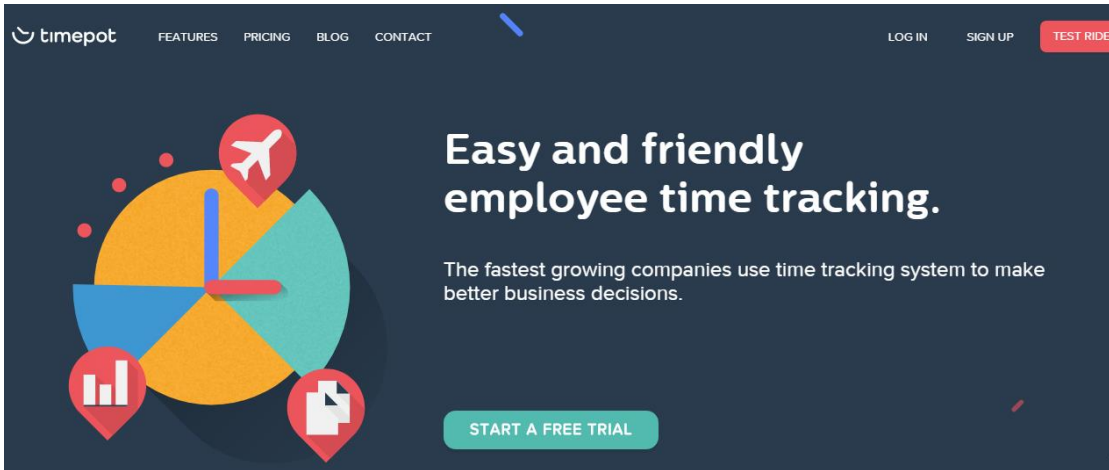 timepot
FEATURES PRICING BLOG CONTACT
LOG IN SIGN UP TEST RIDE
Easy and friendly
employee time tracking.
The fastest growing companies use time tracking system to make
better business decisions.
START A FREE TRIAL